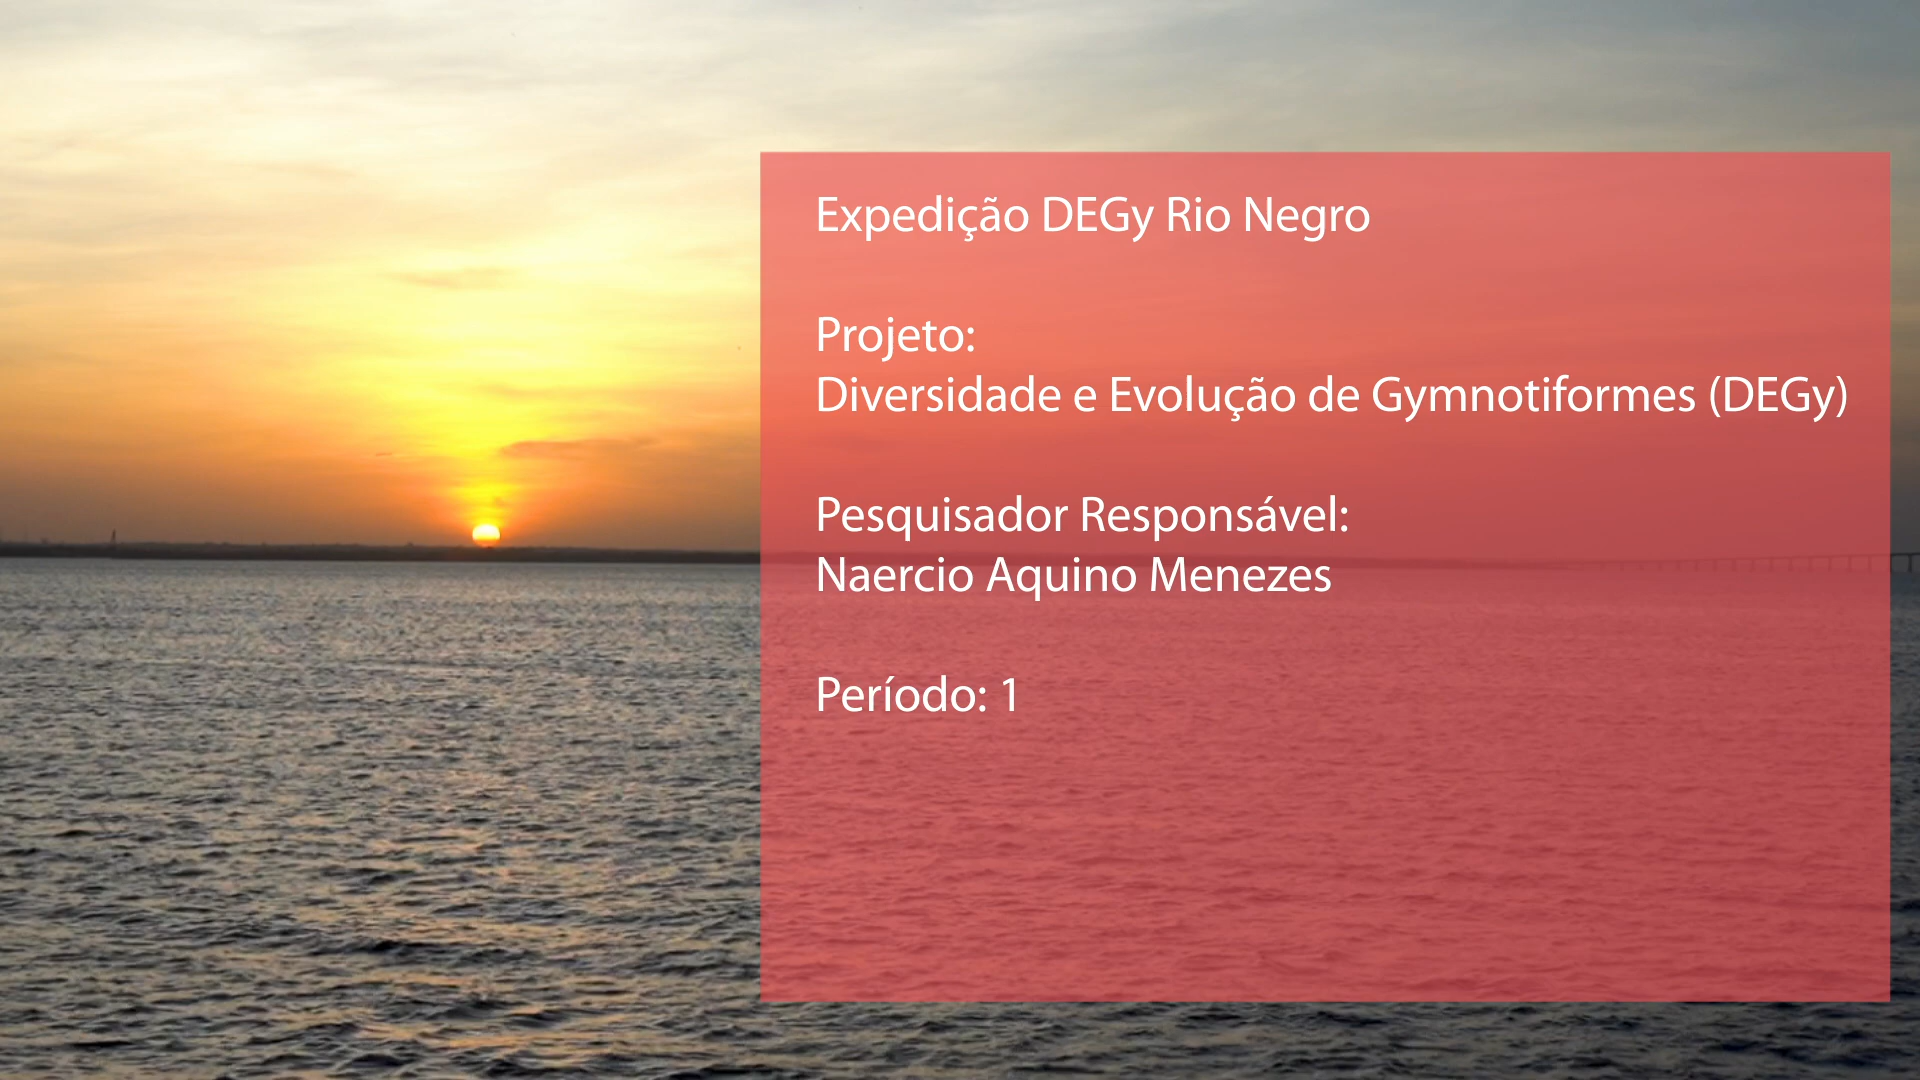 Expedição DEGy Rio Negro
Projeto:
Diversidade e Evolução de Gymnotiformes (DEGy)
Pesquisador Responsável:
Naercio Aquino Menezes
Período: 1